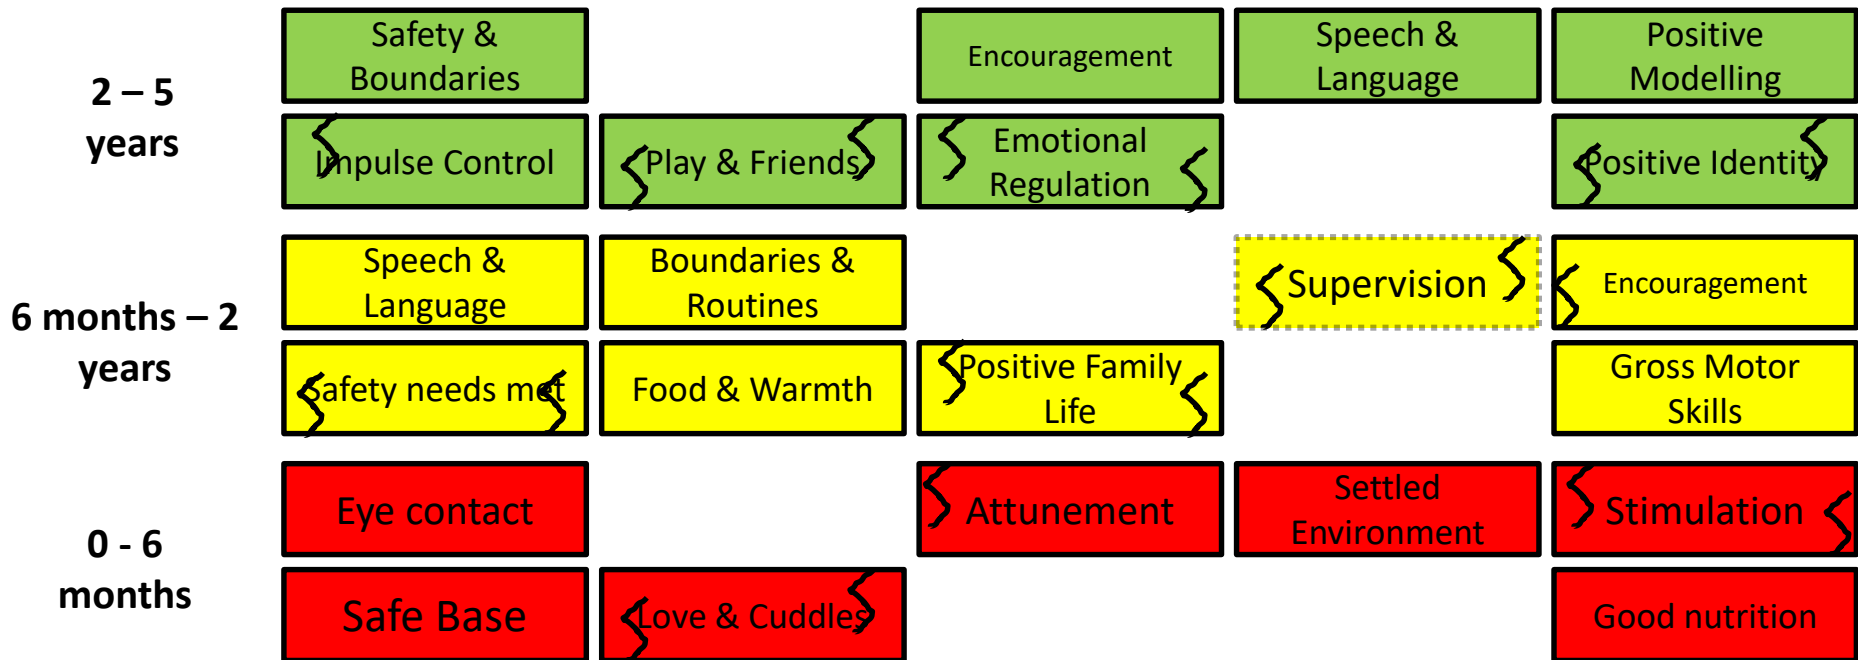 2 – 5
years
Safety &
Boundaries
Encouragement
Speech &
Language
Positive
Modelling
Impulse Control
Play & Friends
Emotional
Regulation
Positive Identity
6 months – 2
years
Speech &
Language
Boundaries &
Routines
Supervision
Encouragement
Safety needs met
Food & Warmth
Positive Family
Life
Gross Motor
Skills
0 - 6
months
Eye contact
Attunement
Settled
Environment
Stimulation
Safe Base
Love & Cuddles
Good nutrition